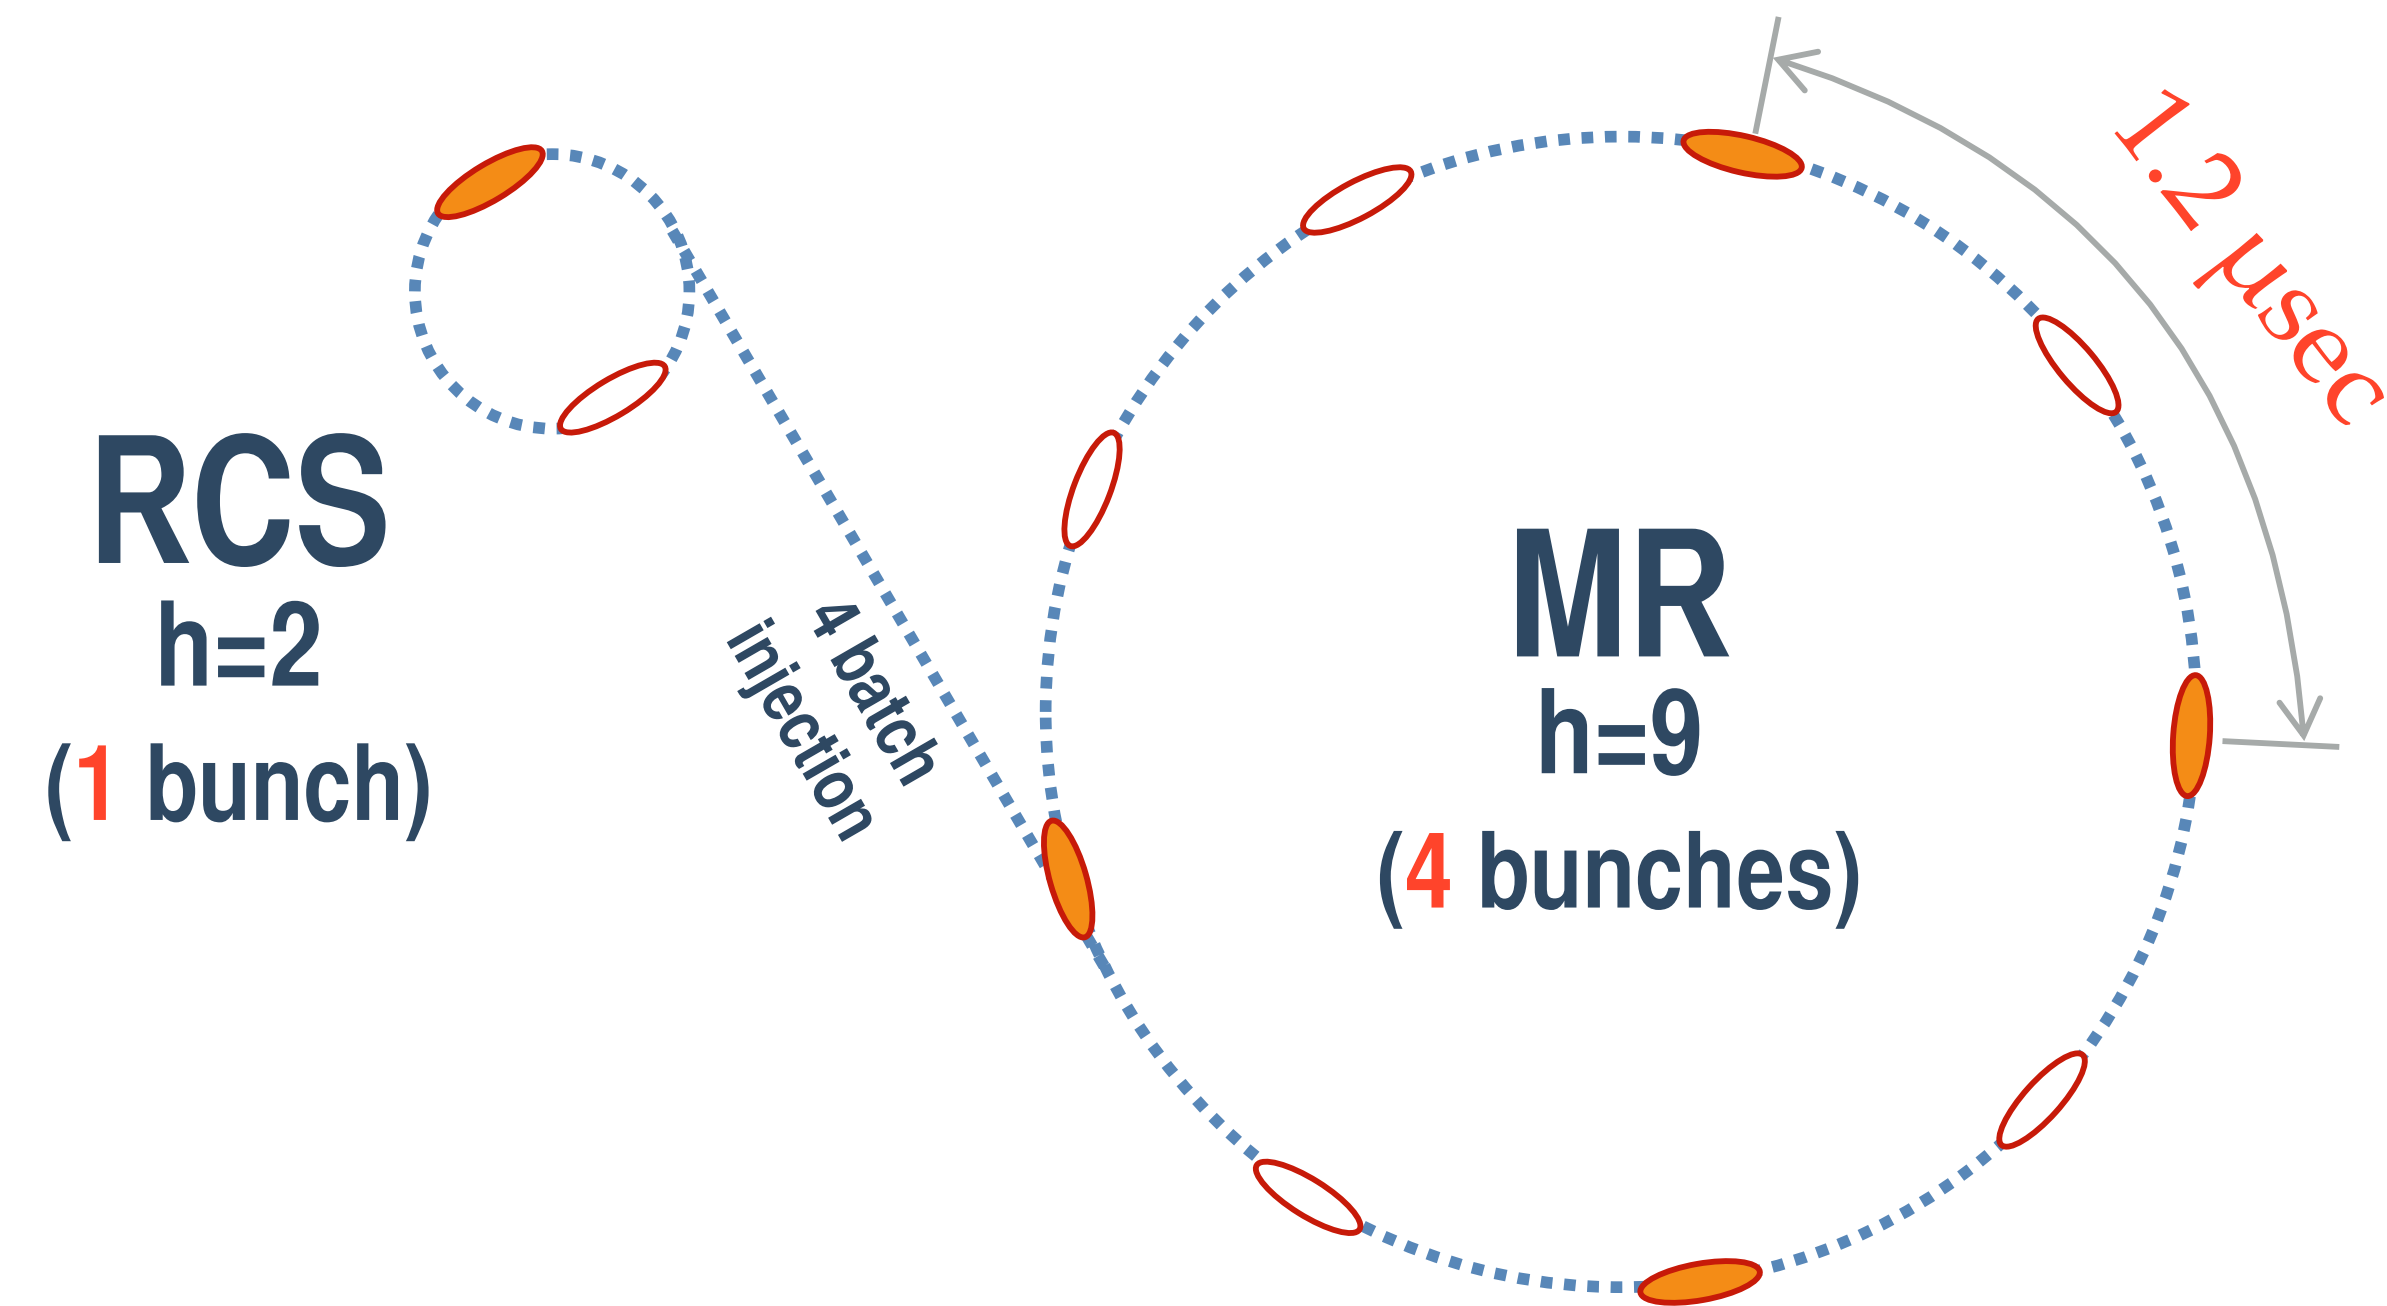 RCS
h=2
(1 bunch)
4 batch
injection
MR
h=9
(4 bunches)
1.2 μsec